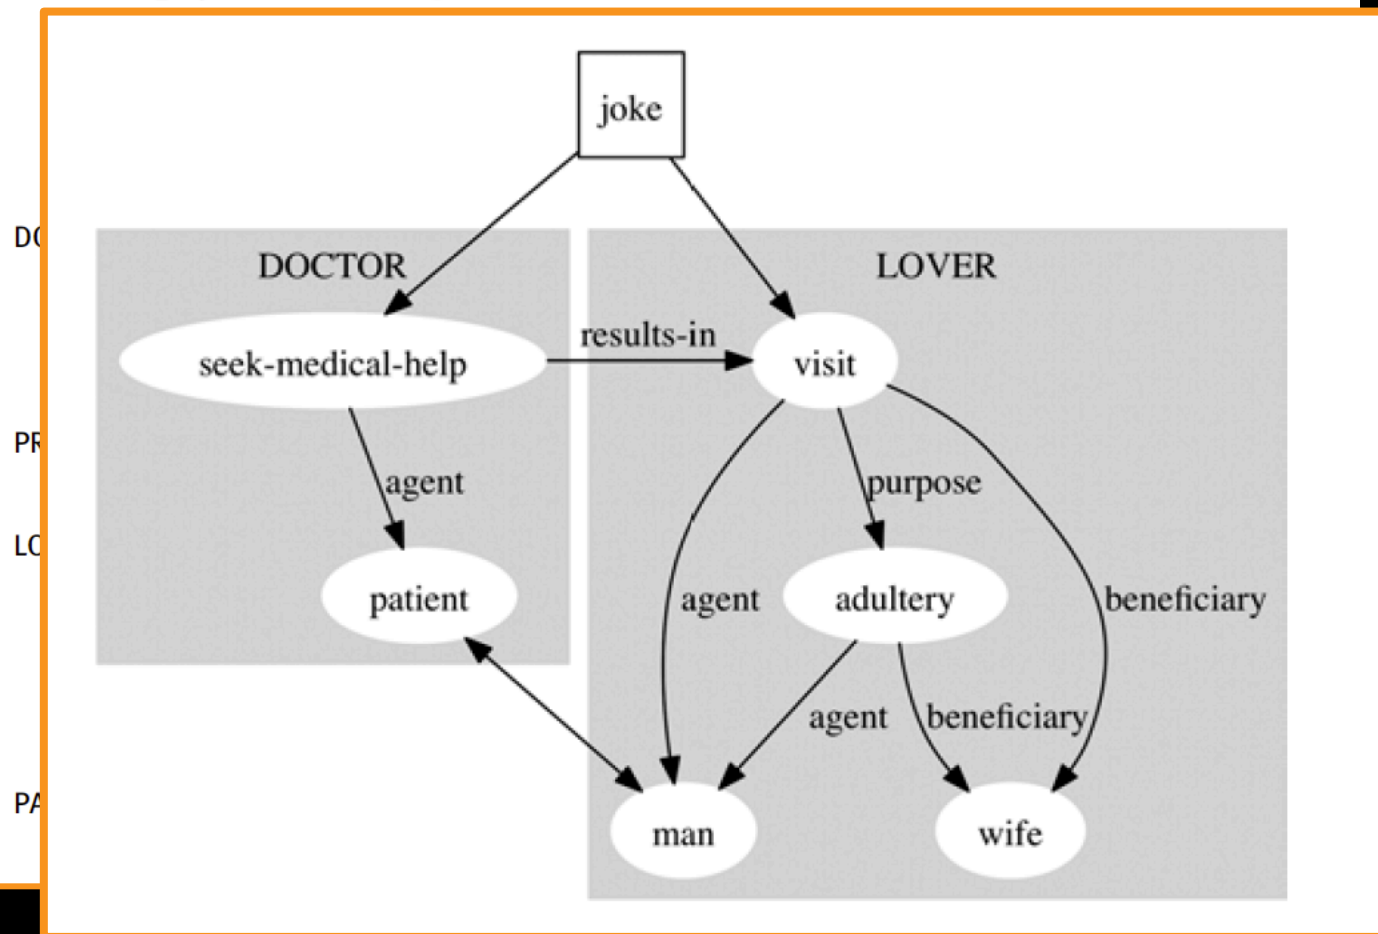 joke
DOCTOR
LOVER
results-in
seek-medical-help
visit
agent
purpose
patient
agent
adultery
beneficiary
agent
beneficiary
man
wife